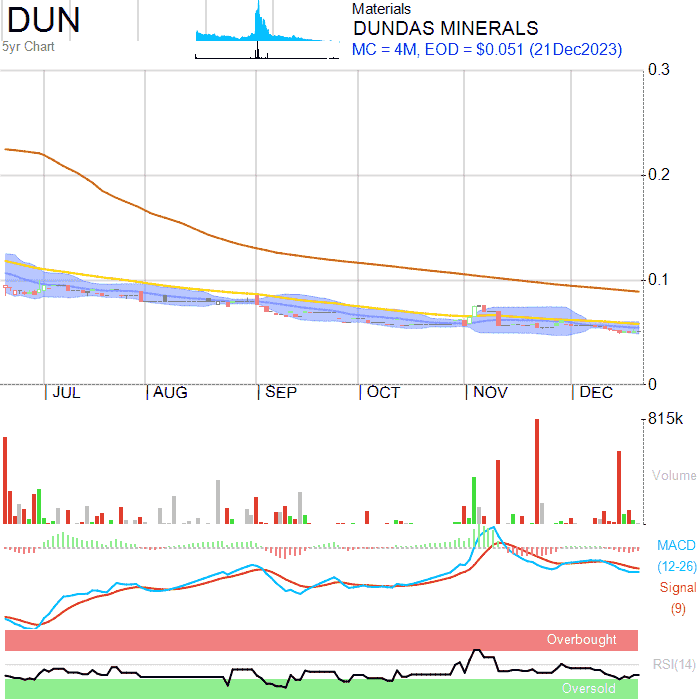 DUN
5yr Chart
Materials
DUNDAS MINERALS
MC = 4M, EOD = $0.051 (21Dec2023)
0.3
0.2
0.1
0
JUL AUG SEP OCT NOV DEC
815k
Volume
MACD
(12-26)
Signal
(9)
Overbought
RSI(14)
Oversold